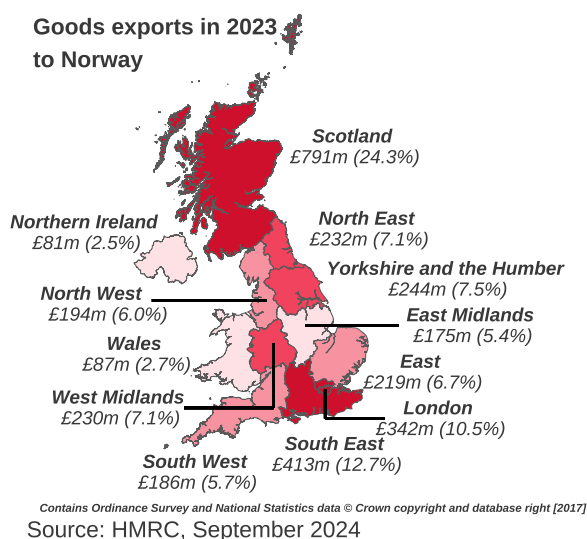 Goods exports in 2023
to Norway
Scotland
£791m (24.3%)
Northern Ireland
£81m (2.5%)
North East
£232m (7.1%)
Yorkshire and the Humber
£244m (7.5%)
North West
£194m (6.0%)
East Midlands
£175m (5.4%)
Wales
£87m (2.7%)
East
£219m (6.7%)
West Midlands
£230m (7.1%)
London
£342m (10.5%)
South East
£413m (12.7%)
South West
£186m (5.7%)
Contains Ordinance Survey and National Statistics data © Crown copyright and database right [2017]
Source: HMRC, September 2024